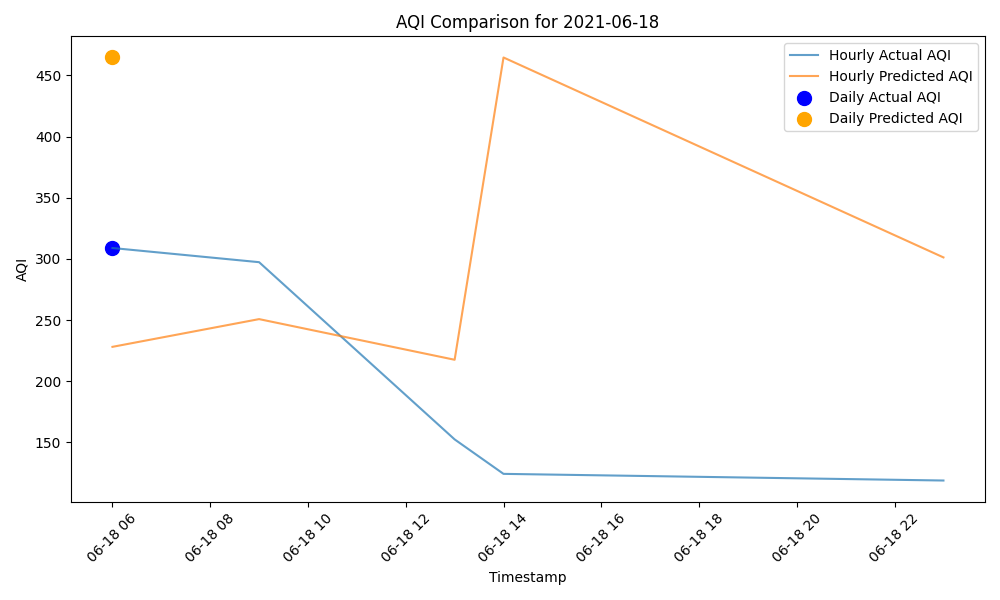 AQI Comparison for 2021-06-18
Hourly Actual AQI
Hourly Predicted AQI
Daily Actual AQI
Daily Predicted AQI
AQI
450
400
350
300
250
200
150
06-18 06
06-18 08
06-18 10
06-18 12
06-18 14
06-18 16
06-18 18
06-18 20
06-18 22
Timestamp